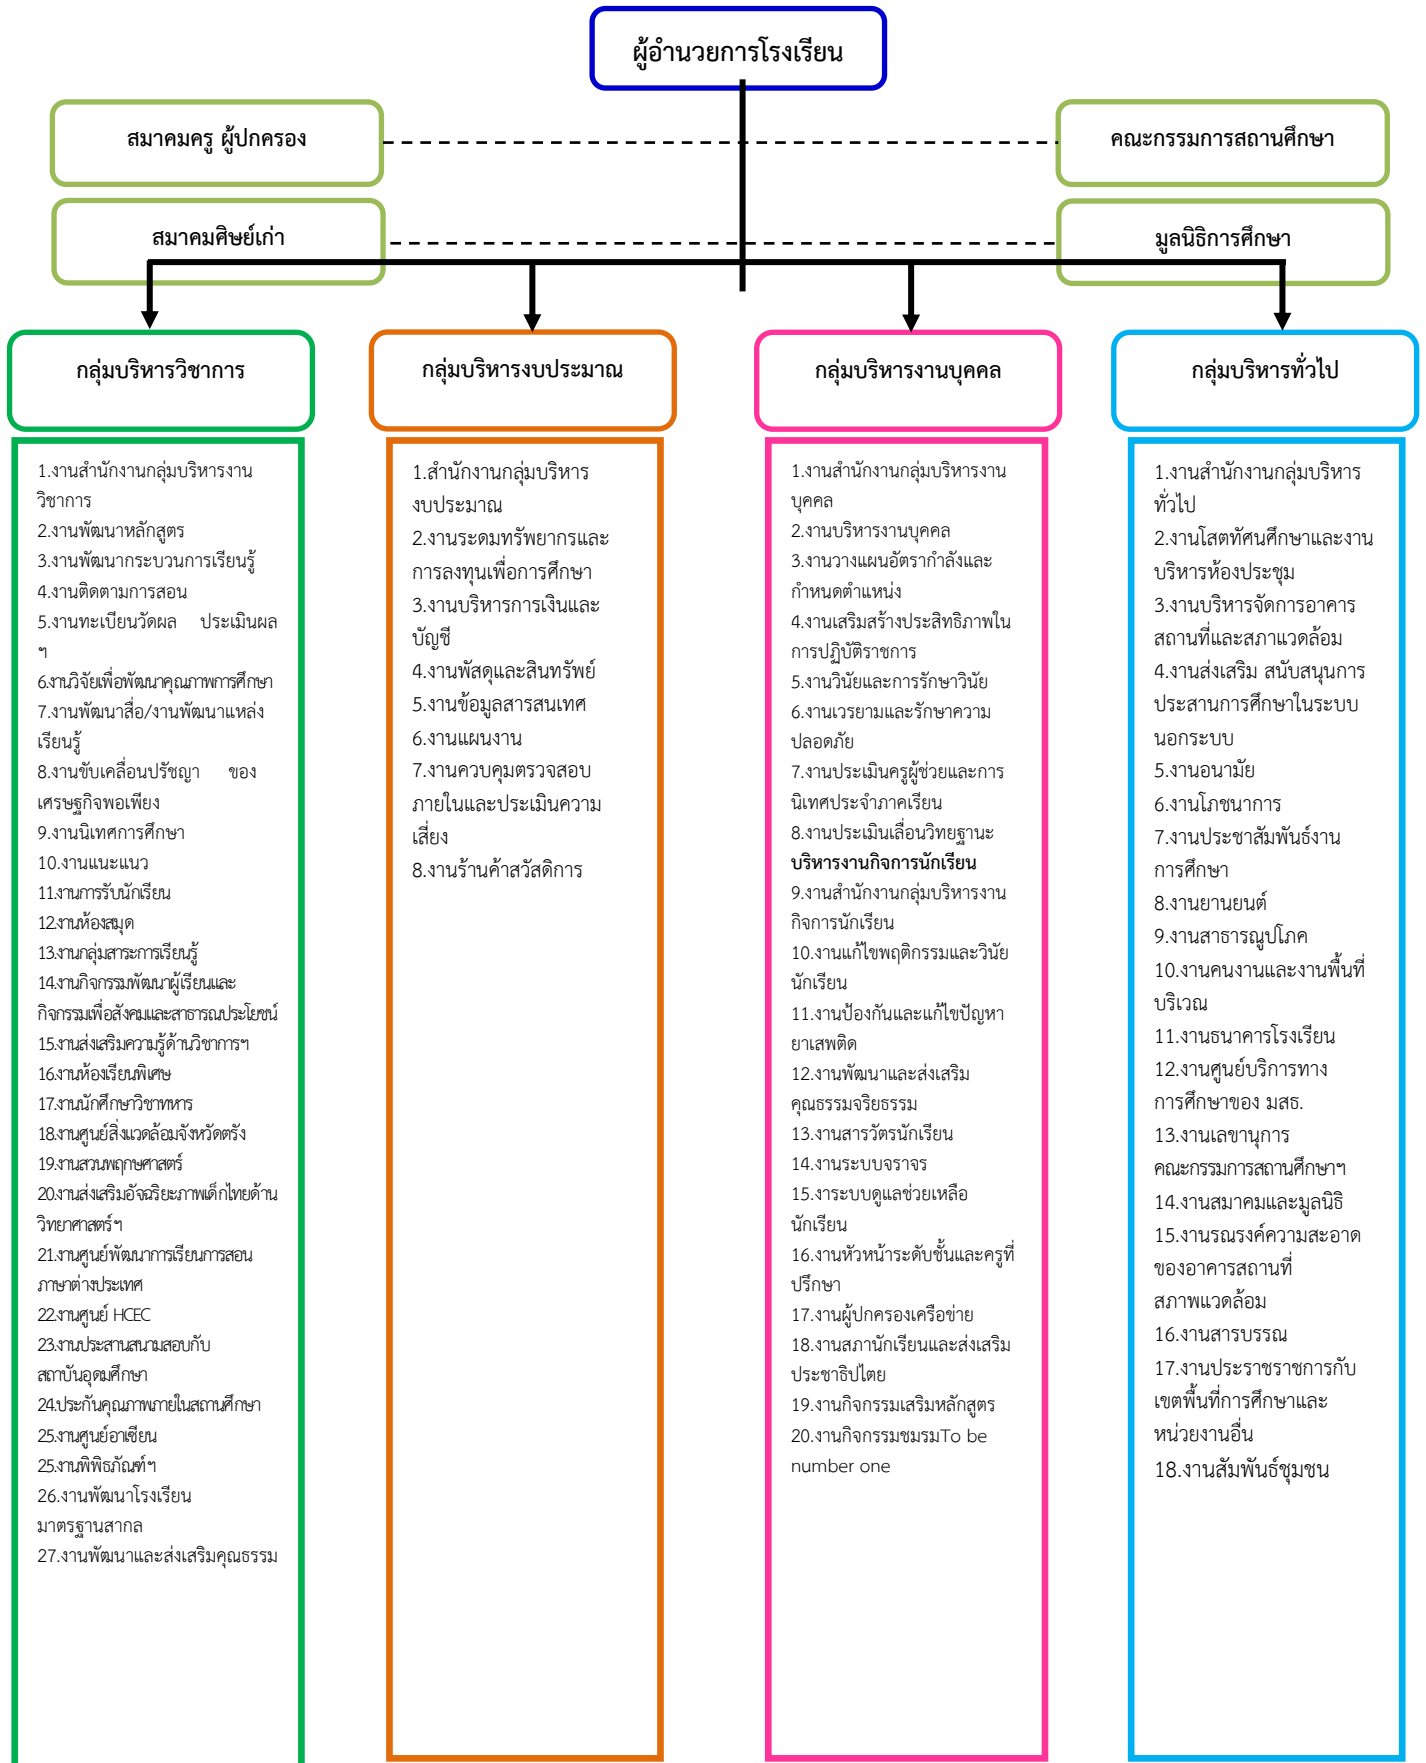 ผู้อำนวยการโรงเรียน
สมาคมครู ผู้ปกครอง
คณะกรรมการสถานศึกษา
สมาคมศิษย์เก่า
มูลนิธิการศึกษา
กลุ่มบริหารวิชาการ
กลุ่มบริหารงบประมาณ
กลุ่มบริหารงานบุคคล
กลุ่มบริหารทั่วไป
1.งานสำนักงานกลุ่มบริหารงาน
วิชาการ
2.งานพัฒนาหลักสูตร
3.งานพัฒนากระบวนการเรียนรู้
4.งานติดตามการสอน
5.งานทะเบียนวัดผล ประเมินผล
ฯ
6.งานวิจัยเพื่อพัฒนาคุณภาพการศึกษา
7.งานพัฒนาสื่อ/งานพัฒนาแหล่ง
เรียนรู้
8.งานขับเคลื่อนปรัชญา ของ
เศรษฐกิจพอเพียง
9.งานนิเทศการศึกษา
10.งานแนะแนว
11.งานการรับนักเรียน
12.งานห้องสมุด
13.งานกลุ่มสาระการเรียนรู้
14.งานกิจกรรมพัฒนาผู้เรียนและ
กิจกรรมเพื่อสังคมและสาธารณประโยชน์
15.งานส่งเสริมความรู้ด้านวิชาการฯ
16.งานห้องเรียนพิเศษ
17.งานนักศึกษาวิชาทหาร
18.งานศูนย์สิ่งแวดล้อมจังหวัดตรัง
19.งานสวนพฤกษศาสตร์
20.งานส่งเสริมอัจฉริยะภาพเด็กไทยด้าน
วิทยาศาสตร์ฯ
21.งานศูนย์พัฒนาการเรียนการสอน
ภาษาต่างประเทศ
22.งานศูนย์ HCEC
23.งานประสานสนามสอบกับ
สถาบันอุดมศึกษา
24.ประกันคุณภาพภายในสถานศึกษา
25.งานศูนย์อาเซียน
25.งานพิพิธภัณฑ์ฯ
26.งานพัฒนาโรงเรียน
มาตรฐานสากล
27.งานพัฒนาและส่งเสริมคุณธรรม
1.สำนักงานกลุ่มบริหาร
งบประมาณ
2.งานระดมทรัพยากรและ
การลงทุนเพื่อการศึกษา
3.งานบริหารการเงินและ
บัญชี
4.งานพัสดุและสินทรัพย์
5.งานข้อมูลสารสนเทศ
6.งานแผนงาน
7.งานควบคุมตรวจสอบ
ภายในและประเมินความ
เสี่ยง
8.งานร้านค้าสวัสดิการ
1.งานสำนักงานกลุ่มบริหารงาน
บุคคล
2.งานบริหารงานบุคคล
3.งานวางแผนอัตรากำลังและ
กำหนดตำแหน่ง
4.งานเสริมสร้างประสิทธิภาพใน
การปฏิบัติราชการ
5.งานวินัยและการรักษาวินัย
6.งานเวรยามและรักษาความ
ปลอดภัย
7.งานประเมินครูผู้ช่วยและการ
นิเทศประจำภาคเรียน
8.งานประเมินเลื่อนวิทยฐานะ
บริหารงานกิจการนักเรียน
9.งานสำนักงานกลุ่มบริหารงาน
กิจการนักเรียน
10.งานแก้ไขพฤติกรรมและวินัย
นักเรียน
11.งานป้องกันและแก้ไขปัญหา
ยาเสพติด
12.งานพัฒนาและส่งเสริม
คุณธรรมจริยธรรม
13.งานสารวัตรนักเรียน
14.งานระบบจราจร
15.งาระบบดูแลช่วยเหลือ
นักเรียน
16.งานหัวหน้าระดับชั้นและครูที่
ปรึกษา
17.งานผู้ปกครองเครือข่าย
18.งานสภานักเรียนและส่งเสริม
ประชาธิปไตย
19.งานกิจกรรมเสริมหลักสูตร
20.งานกิจกรรมชมรมTo be
number one
1.งานสำนักงานกลุ่มบริหาร
ทั่วไป
2.งานโสตทัศนศึกษาและงาน
บริหารห้องประชุม
3.งานบริหารจัดการอาคาร
สถานที่และสภาแวดล้อม
4.งานส่งเสริม สนับสนุนการ
ประสานการศึกษาในระบบ
นอกระบบ
5.งานอนามัย
6.งานโภชนาการ
7.งานประชาสัมพันธ์งาน
การศึกษา
8.งานยานยนต์
9.งานสาธารณูปโภค
10.งานคนงานและงานพื้นที่
บริเวณ
11.งานธนาคารโรงเรียน
12.งานศูนย์บริการทาง
การศึกษาของ มสธ.
13.งานเลขานุการ
คณะกรรมการสถานศึกษาฯ
14.งานสมาคมและมูลนิธิ
15.งานรณรงค์ความสะอาด
ของอาคารสถานที่
สภาพแวดล้อม
16.งานสารบรรณ
17.งานประราชราชการกับ
เขตพื้นที่การศึกษาและ
หน่วยงานอื่น
18.งานสัมพันธ์ชุมชน